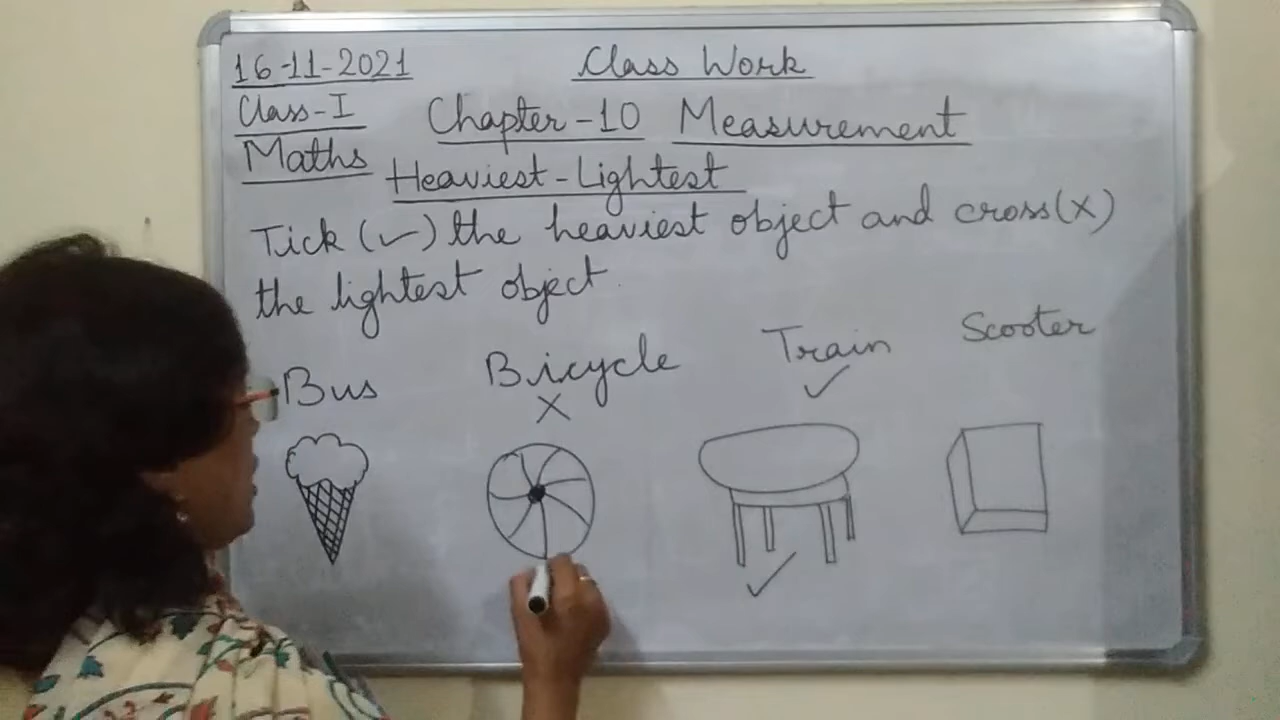 16-11-2021 Class Work
Class-I
Chapter-10 Measurement
Maths
Heaviest-Lightest
Tick (✓) the heaviest object and cross(X)
the lightest object.
Bus Bicycle Train Scooter
X ✓
✓